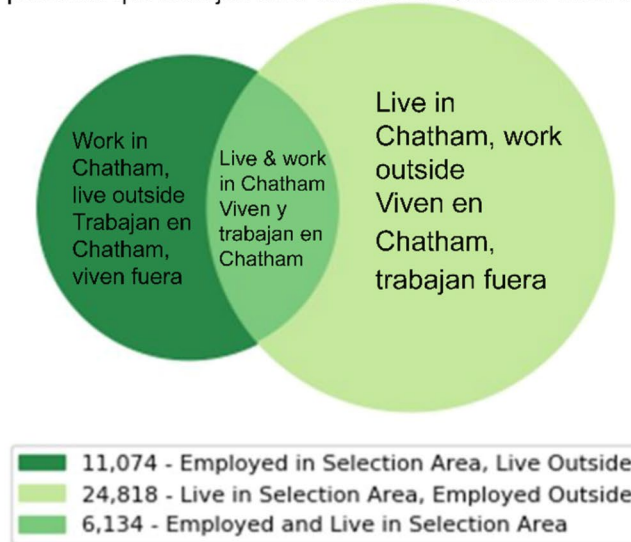 Work in
Chatham,
live outside
Trabajan en
Chatham,
viven fuera
Live & work
in Chatham
Viven y
trabajan en
Chatham
Live in
Chatham, work
outside
Viven en
Chatham,
trabajan fuera
11,074 - Employed in Selection Area, Live Outside
24,818 - Live in Selection Area, Employed Outside
6,134 - Employed and Live in Selection Area